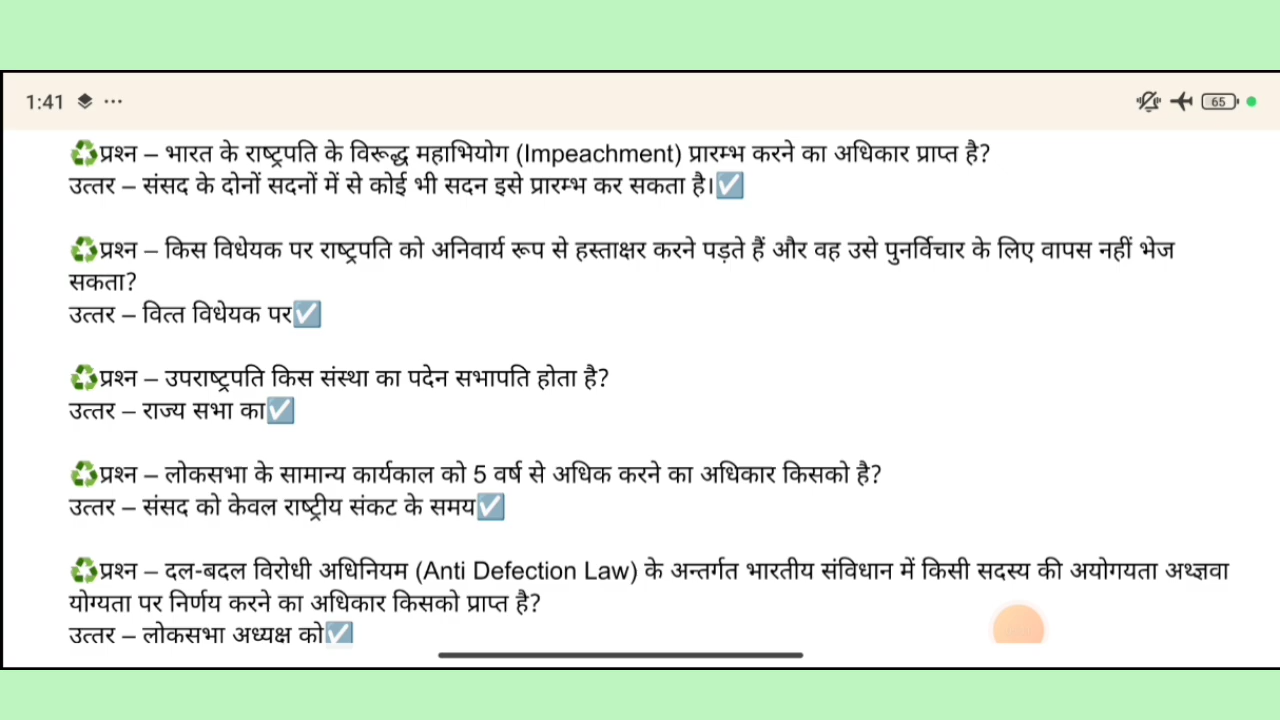 1:41
65
♻️प्रश्न – भारत के राष्ट्रपति के विरूद्ध महाभियोग (Impeachment) प्रारम्भ करने का अधिकार प्राप्त है?
उत्तर – संसद के दोनों सदनों में से कोई भी सदन इसे प्रारम्भ कर सकता है।☑️
♻️प्रश्न – किस विधेयक पर राष्ट्रपति को अनिवार्य रूप से हस्ताक्षर करने पड़ते हैं और वह उसे पुनर्विचार के लिए वापस नहीं भेज
सकता?
उत्तर – वित्त विधेयक पर☑️
♻️प्रश्न – उपराष्ट्रपति किस संस्था का पदेन सभापति होता है?
उत्तर – राज्य सभा का☑️
♻️प्रश्न – लोकसभा के सामान्य कार्यकाल को 5 वर्ष से अधिक करने का अधिकार किसको है?
उत्तर – संसद को केवल राष्ट्रीय संकट के समय☑️
♻️प्रश्न – दल-बदल विरोधी अधिनियम (Anti Defection Law) के अन्तर्गत भारतीय संविधान में किसी सदस्य की अयोगयता अथ्ज्ञवा
योग्यता पर निर्णय करने का अधिकार किसको प्राप्त है?
उत्तर – लोकसभा अध्यक्ष को☑️